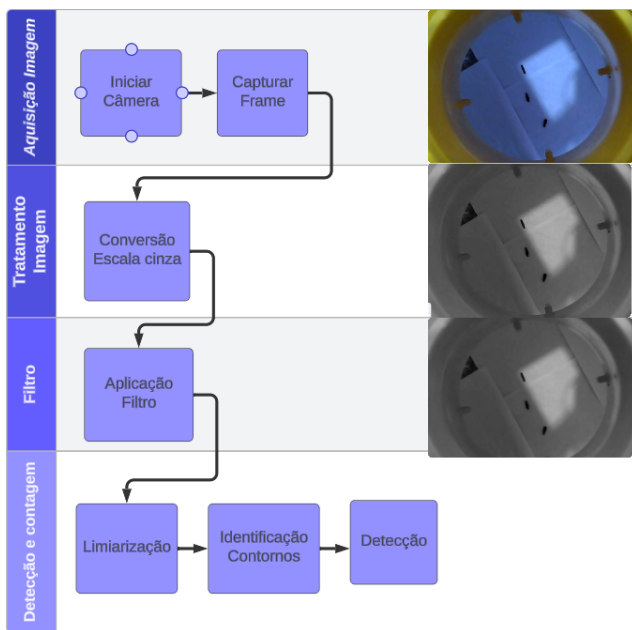 Aquisição Imagem
Iniciar
Câmera
Capturar
Frame
Tratamento
Imagem
Conversão
Escala cinza
Filtro
Aplicação
Filtro
Detecção e contagem
Limiarização
Identificação
Contornos
Detecção